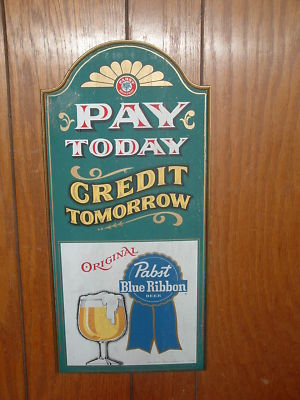 PAY
TODAY
CREDIT
TOMORROW
ORIGINAL
Pabst
Blue Ribbon
BEER